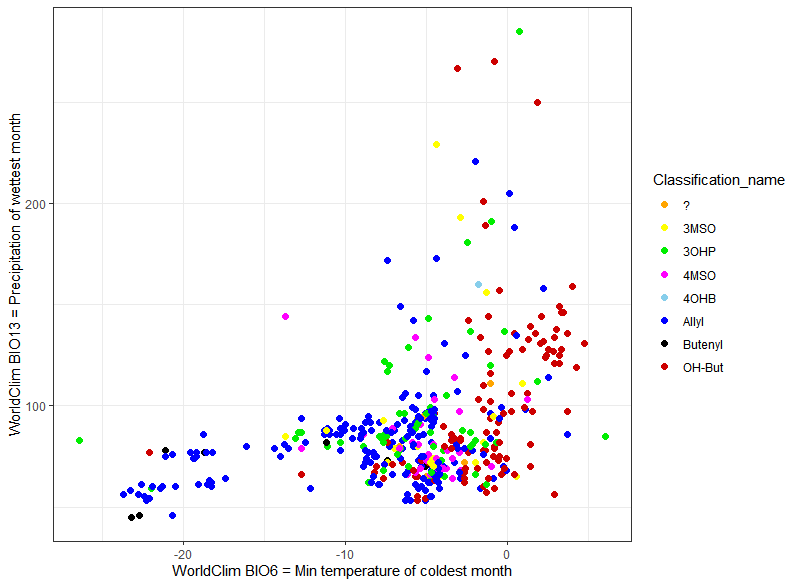 WorldClim BIO13 = Precipitation of wettest month
200
100
-20
-10
0
WorldClim BIO6 = Min temperature of coldest month
Classification_name
?
3MSO
3OHP
4MSO
4OHB
Allyl
Butenyl
OH-But